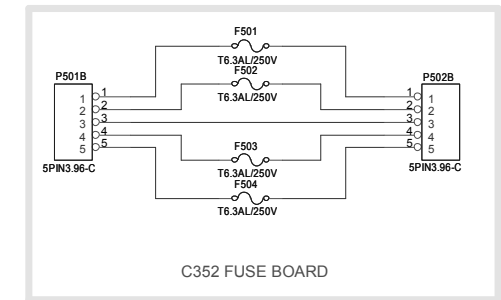 F501
T6.3AL/250V
P501B
F502
P502B
T6.3AL/250V
1 1 1 1
2 2 2 2
3 3 3 3
4 4 4 4
5 5 5 5
F503
5PIN3.96-C
T6.3AL/250V
5PIN3.96-C
F504
T6.3AL/250V
C352 FUSE BOARD